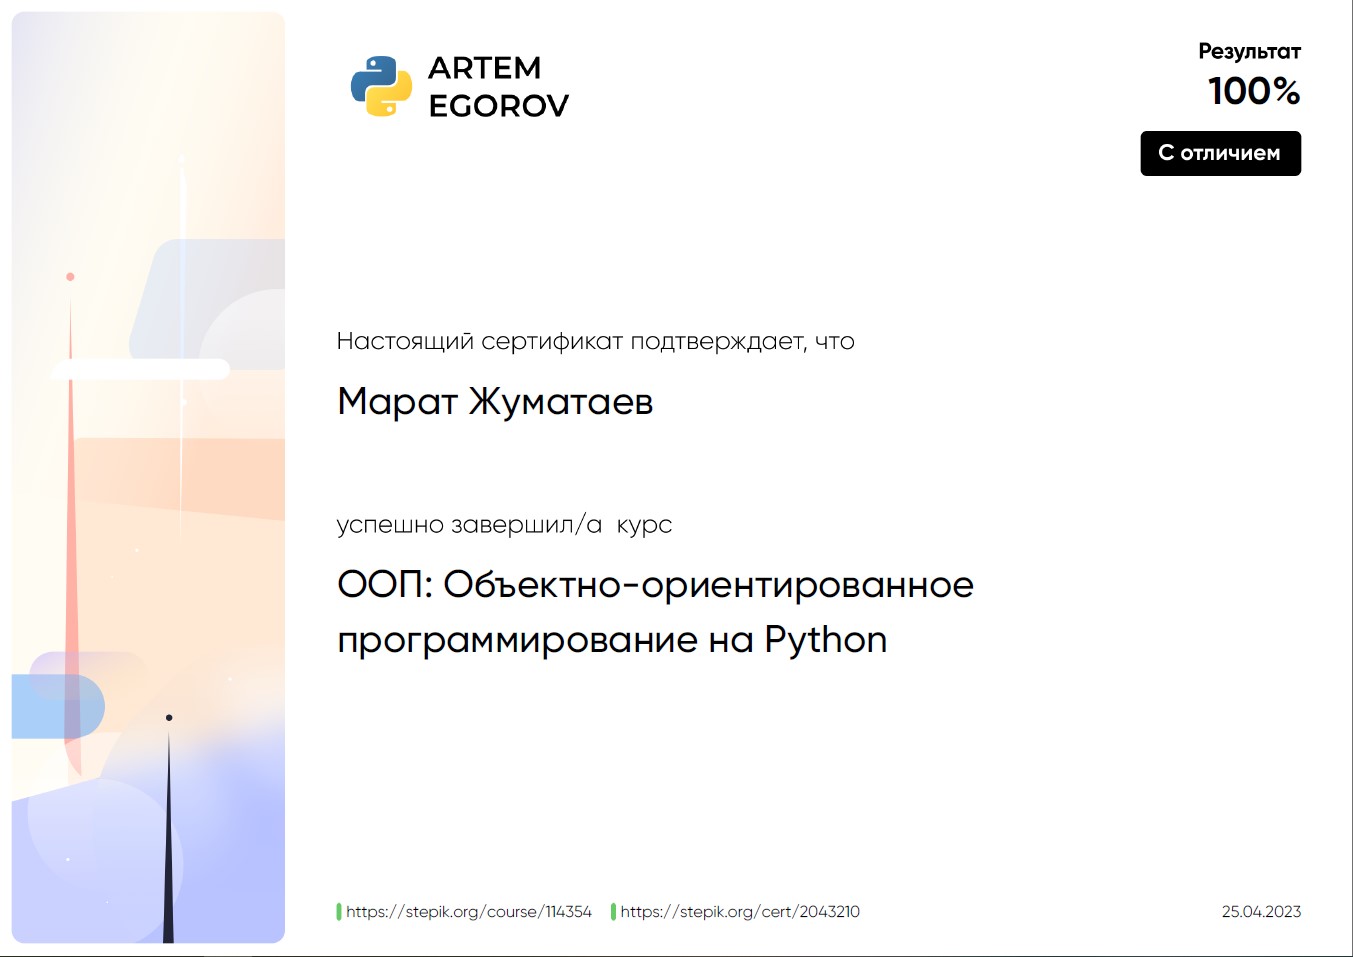 ARTEM
EGOROV
Результат
100%
С отличием
Настоящий сертификат подтверждает, что
Марат Жуматаев
успешно завершил/а курс
ООП: Объектно-ориентированное
программирование на Python
https://stepik.org/course/114354 https://stepik.org/cert/2043210 25.04.2023